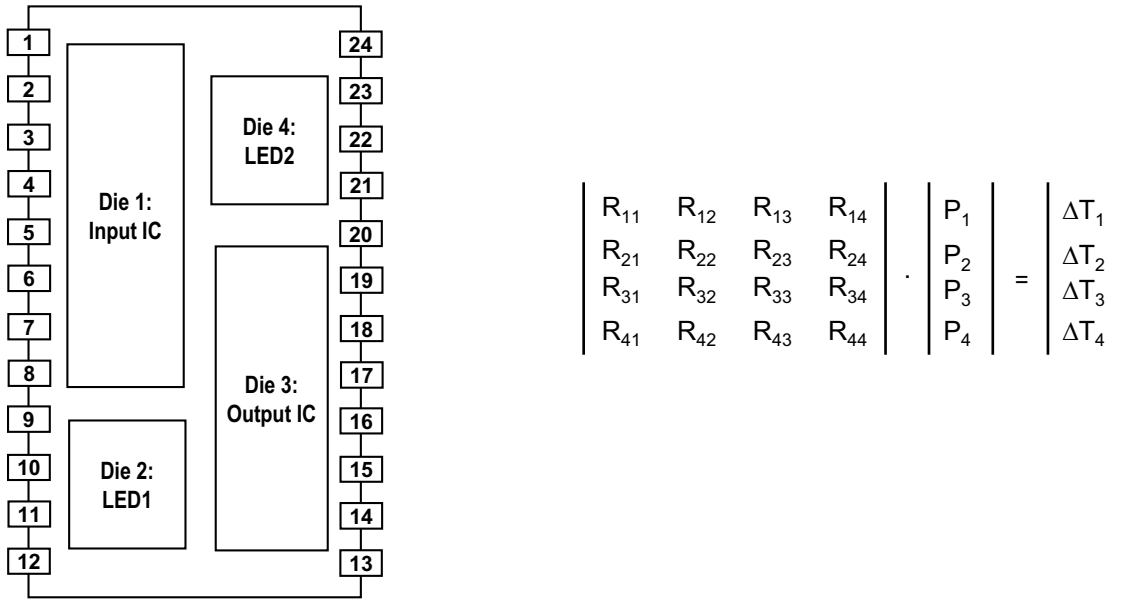 1
2
3
4
5
6
7
8
9
10
11
12
24
23
22
21
20
19
18
17
16
15
14
13
Die 1:
Input IC
Die 4:
LED2
Die 3:
Output IC
Die 2:
LED1
R₁₁ R₁₂ R₁₃ R₁₄ P₁ ΔT₁
R₂₁ R₂₂ R₂₃ R₂₄ P₂ ΔT₂
R₃₁ R₃₂ R₃₃ R₃₄ · P₃ = ΔT₃
R₄₁ R₄₂ R₄₃ R₄₄ P₄ ΔT₄